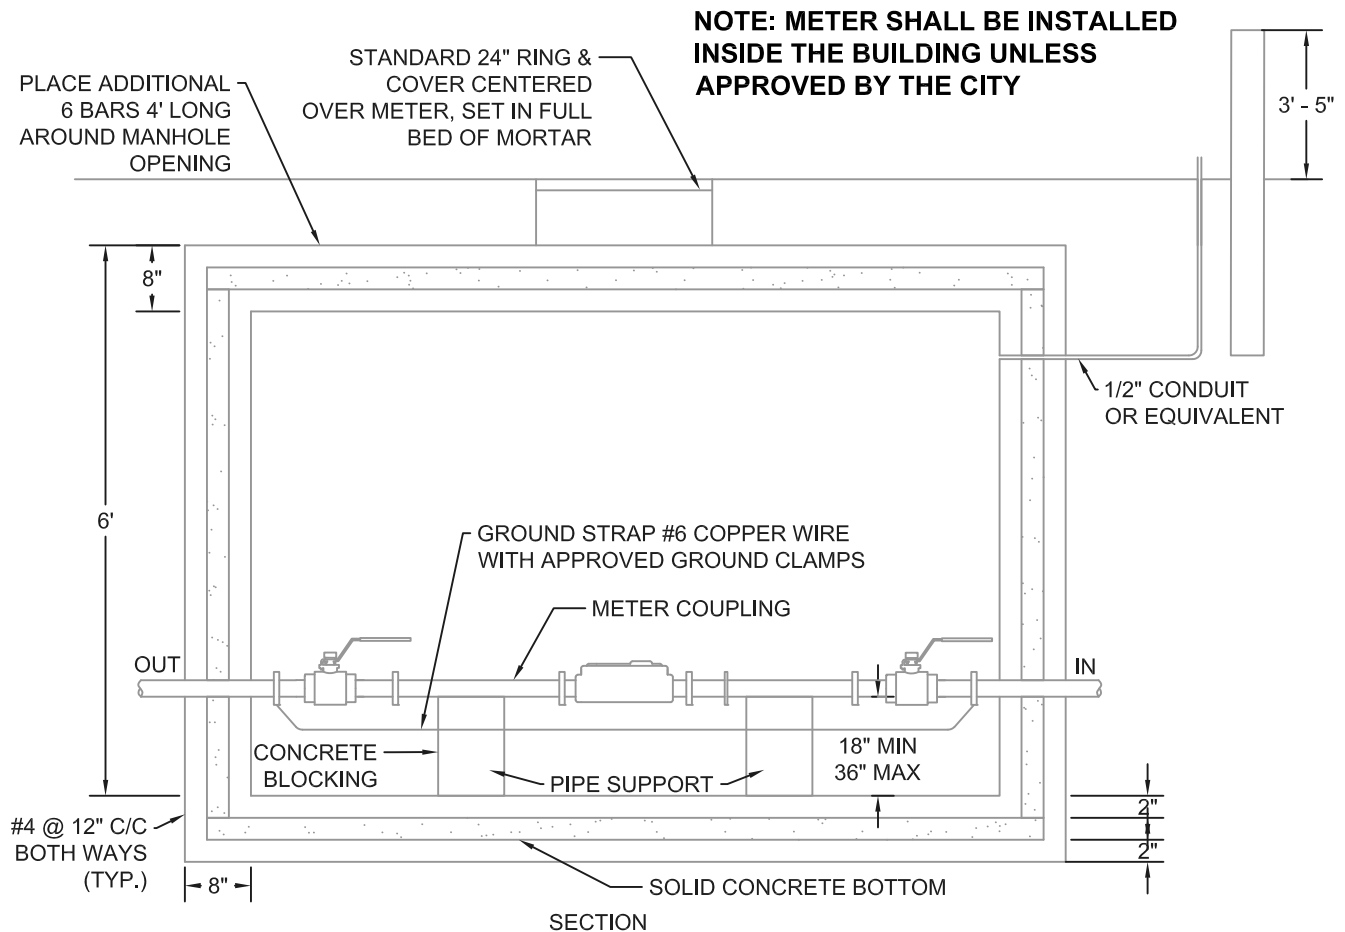 NOTE: METER SHALL BE INSTALLED
INSIDE THE BUILDING UNLESS
APPROVED BY THE CITY
STANDARD 24" RING &
COVER CENTERED
OVER METER, SET IN FULL
BED OF MORTAR
PLACE ADDITIONAL
6 BARS 4' LONG
AROUND MANHOLE
OPENING
3' - 5"
8"
1/2" CONDUIT
OR EQUIVALENT
6'
GROUND STRAP #6 COPPER WIRE
WITH APPROVED GROUND CLAMPS
METER COUPLING
OUT
IN
CONCRETE
BLOCKING
PIPE SUPPORT
18" MIN
36" MAX
2"
2"
#4 @ 12" C/C
BOTH WAYS
(TYP.)
8"
SOLID CONCRETE BOTTOM
SECTION